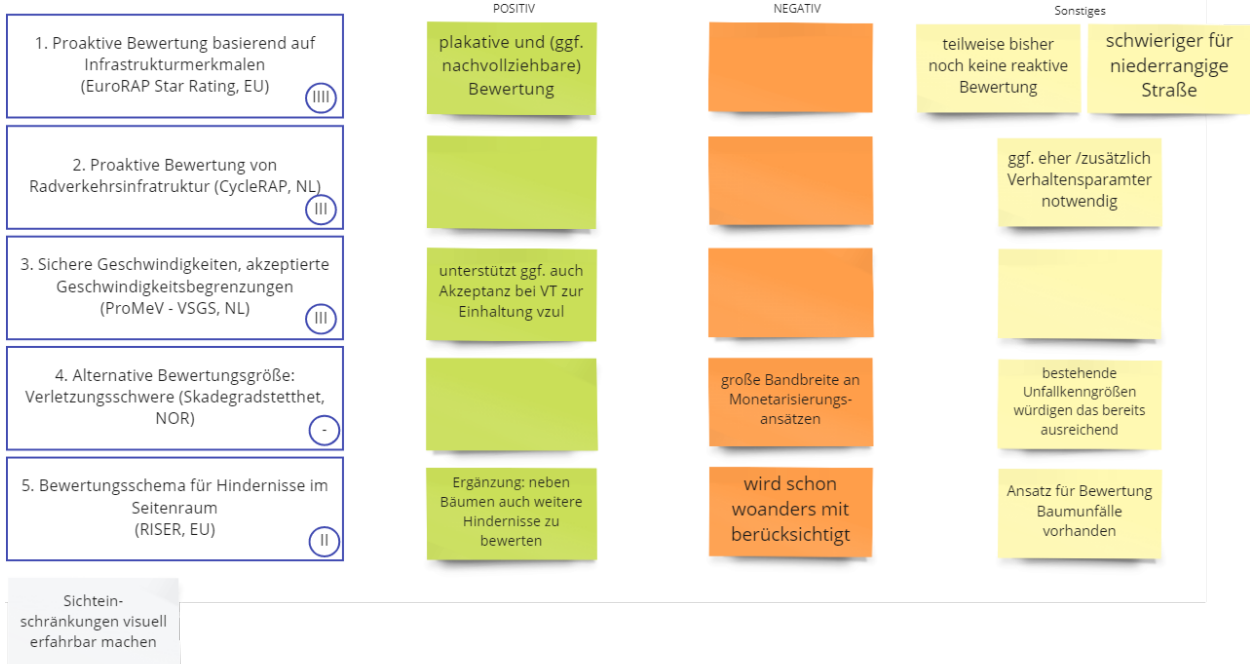 POSITIV
NEGATIV
Sonstiges
1. Proaktive Bewertung basierend auf
Infrastrukturmerkmalen
(EuroRAP Star Rating, EU)
IIII
plakative und (ggf.
nachvollziehbare)
Bewertung
teilweise bisher
noch keine reaktive
Bewertung
schwieriger für
niederrangige
Straße
2. Proaktive Bewertung von
Radverkehrsinfratruktur (CycleRAP, NL)
III
ggf. eher /zusätzlich
Verhaltensparamter
notwendig
3. Sichere Geschwindigkeiten, akzeptierte
Geschwindigkeitsbegrenzungen
(ProMeV - VSGS, NL)
III
unterstützt ggf. auch
Akzeptanz bei VT zur
Einhaltung vzul
4. Alternative Bewertungsgröße:
Verletzungsschwere (Skadegradstetthet,
NOR)
-
große Bandbreite an
Monetarisierungs-
ansätzen
bestehende
Unfallkenngrößen
würdigen das bereits
ausreichend
5. Bewertungsschema für Hindernisse im
Seitenraum
(RISER, EU)
II
Ergänzung: neben
Bäumen auch weitere
Hindernisse zu
bewerten
wird schon
woanders mit
berücksichtigt
Ansatz für Bewertung
Baumunfälle
vorhanden
Sichtein-
schränkungen visuell
erfahrbar machen